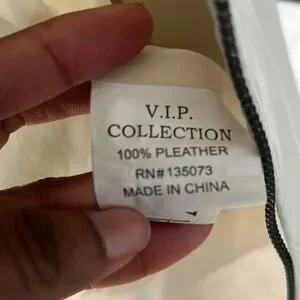 V.I.P.
COLLECTION
100% PLEATHER
RN#135073
MADE IN CHINA